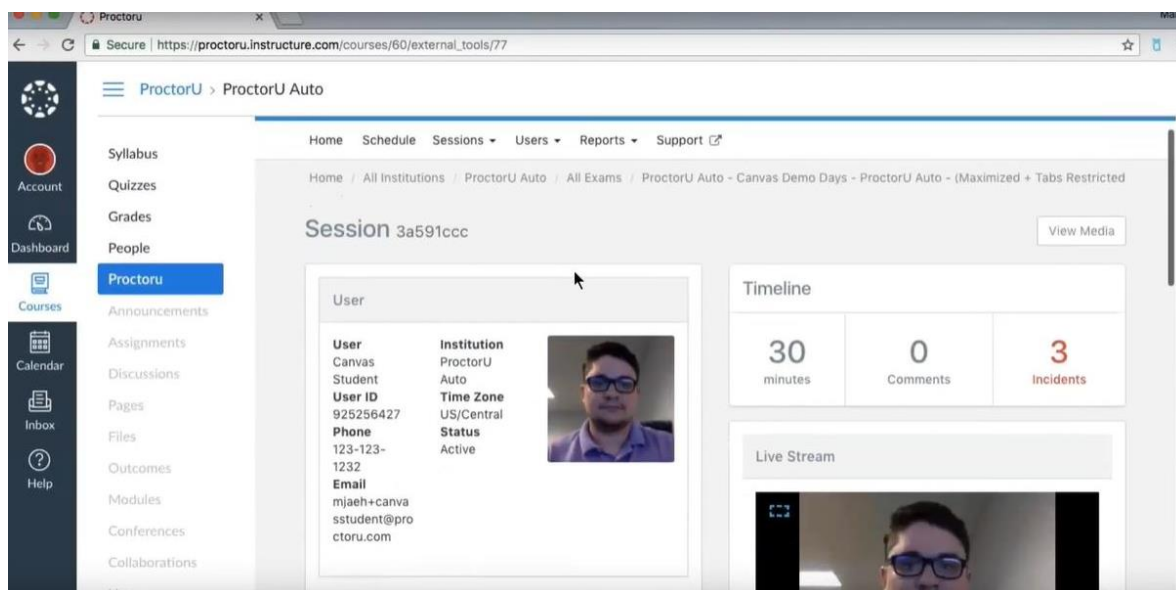 Proctoru
Secure https://proctoru.instructure.com/courses/60/external_tools/77
ProctorU > ProctorU Auto
Account
Dashboard
Courses
Calendar
Inbox
Help
Syllabus
Quizzes
Grades
People
Proctoru
Announcements
Assignments
Discussions
Pages
Files
Outcomes
Modules
Conferences
Collaborations
Home Schedule Sessions Users Reports Support
Home / All Institutions / ProctorU Auto / All Exams / ProctorU Auto - Canvas Demo Days - ProctorU Auto - (Maximized + Tabs Restricted
Session 3a591ccc
View Media
User
User
Canvas
Student
User ID
925256427
Phone
123-123-
1232
Email
mjaeh+canva
sstudent@pro
ctoru.com
Institution
ProctorU
Auto
Time Zone
US/Central
Status
Active
Timeline
30
minutes
0
Comments
3
Incidents
Live Stream